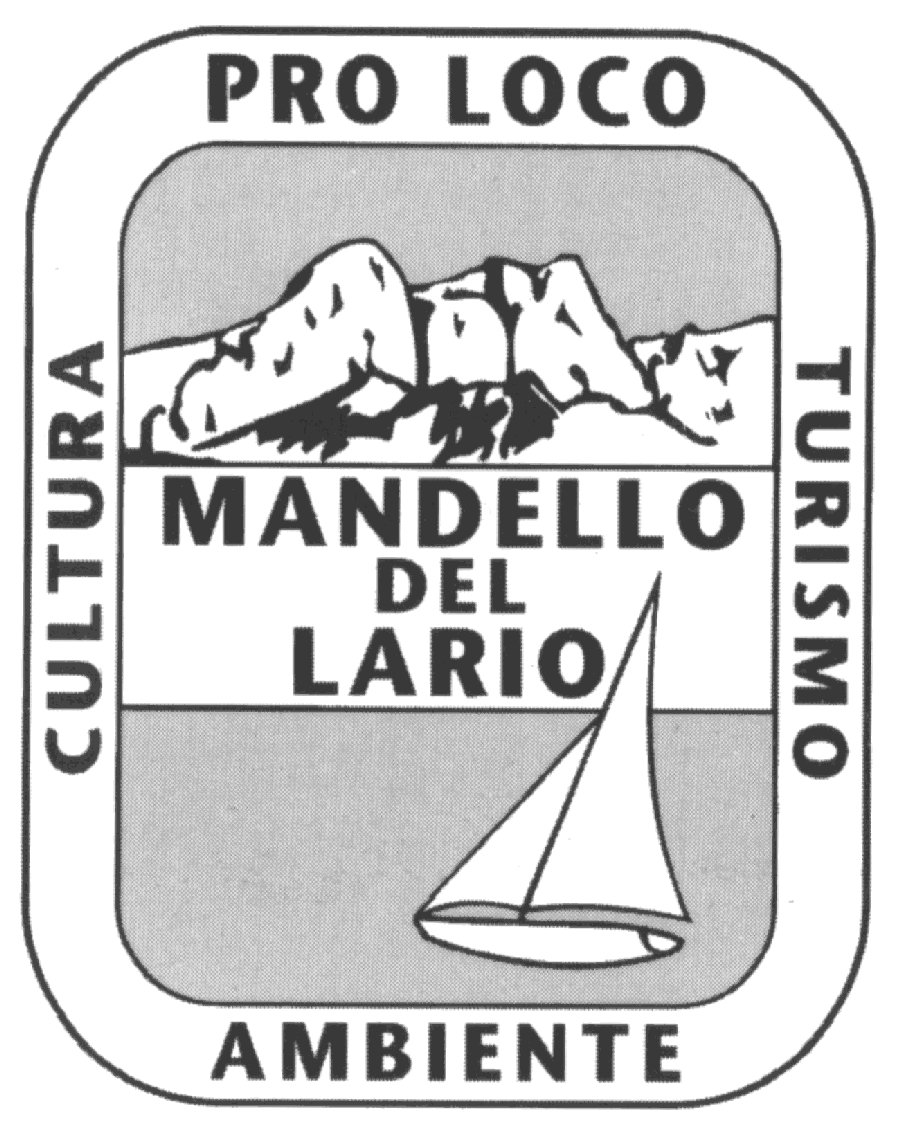 PRO LOCO
CULTURA
MANDELLO
DEL
LARIO
TURISMO
AMBIENTE